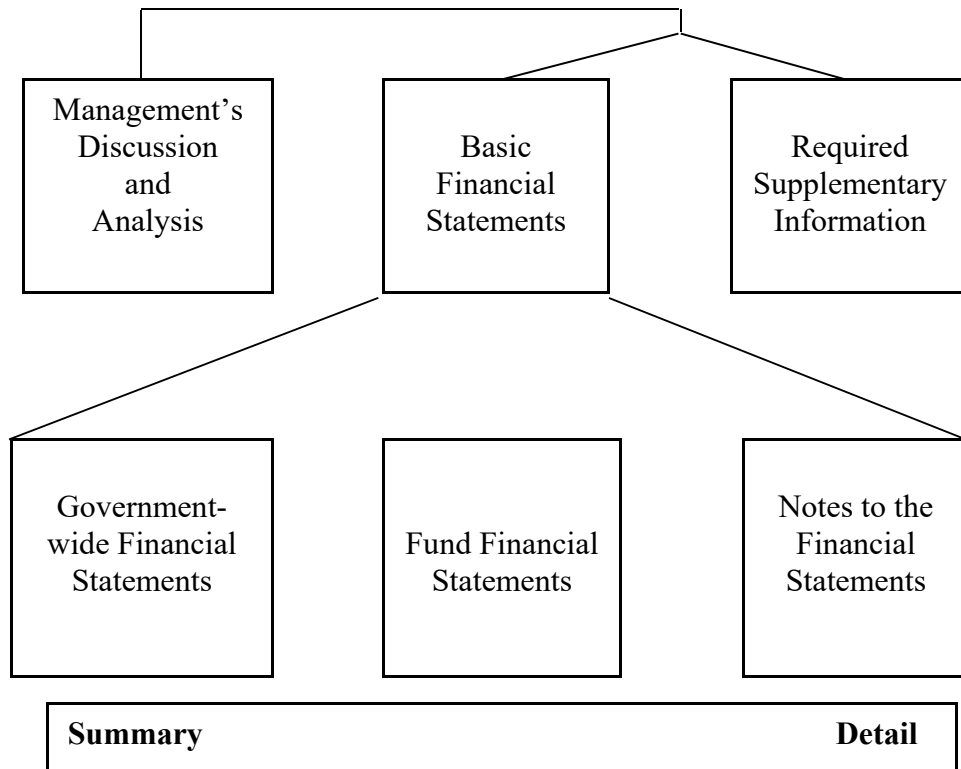 Management’s
Discussion
and
Analysis
Basic
Financial
Statements
Required
Supplementary
Information
Government-
wide Financial
Statements
Fund Financial
Statements
Notes to the
Financial
Statements
Summary
Detail